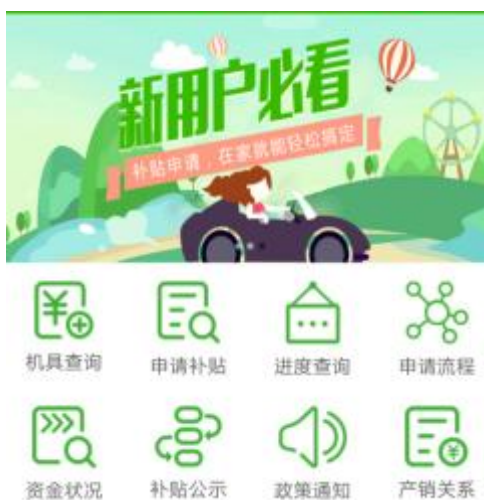 新用户必看
补贴申请，在家就能轻松搞定
机具查询 申请补贴 进度查询 申请流程
资金状况 补贴公示 政策通知 产销关系